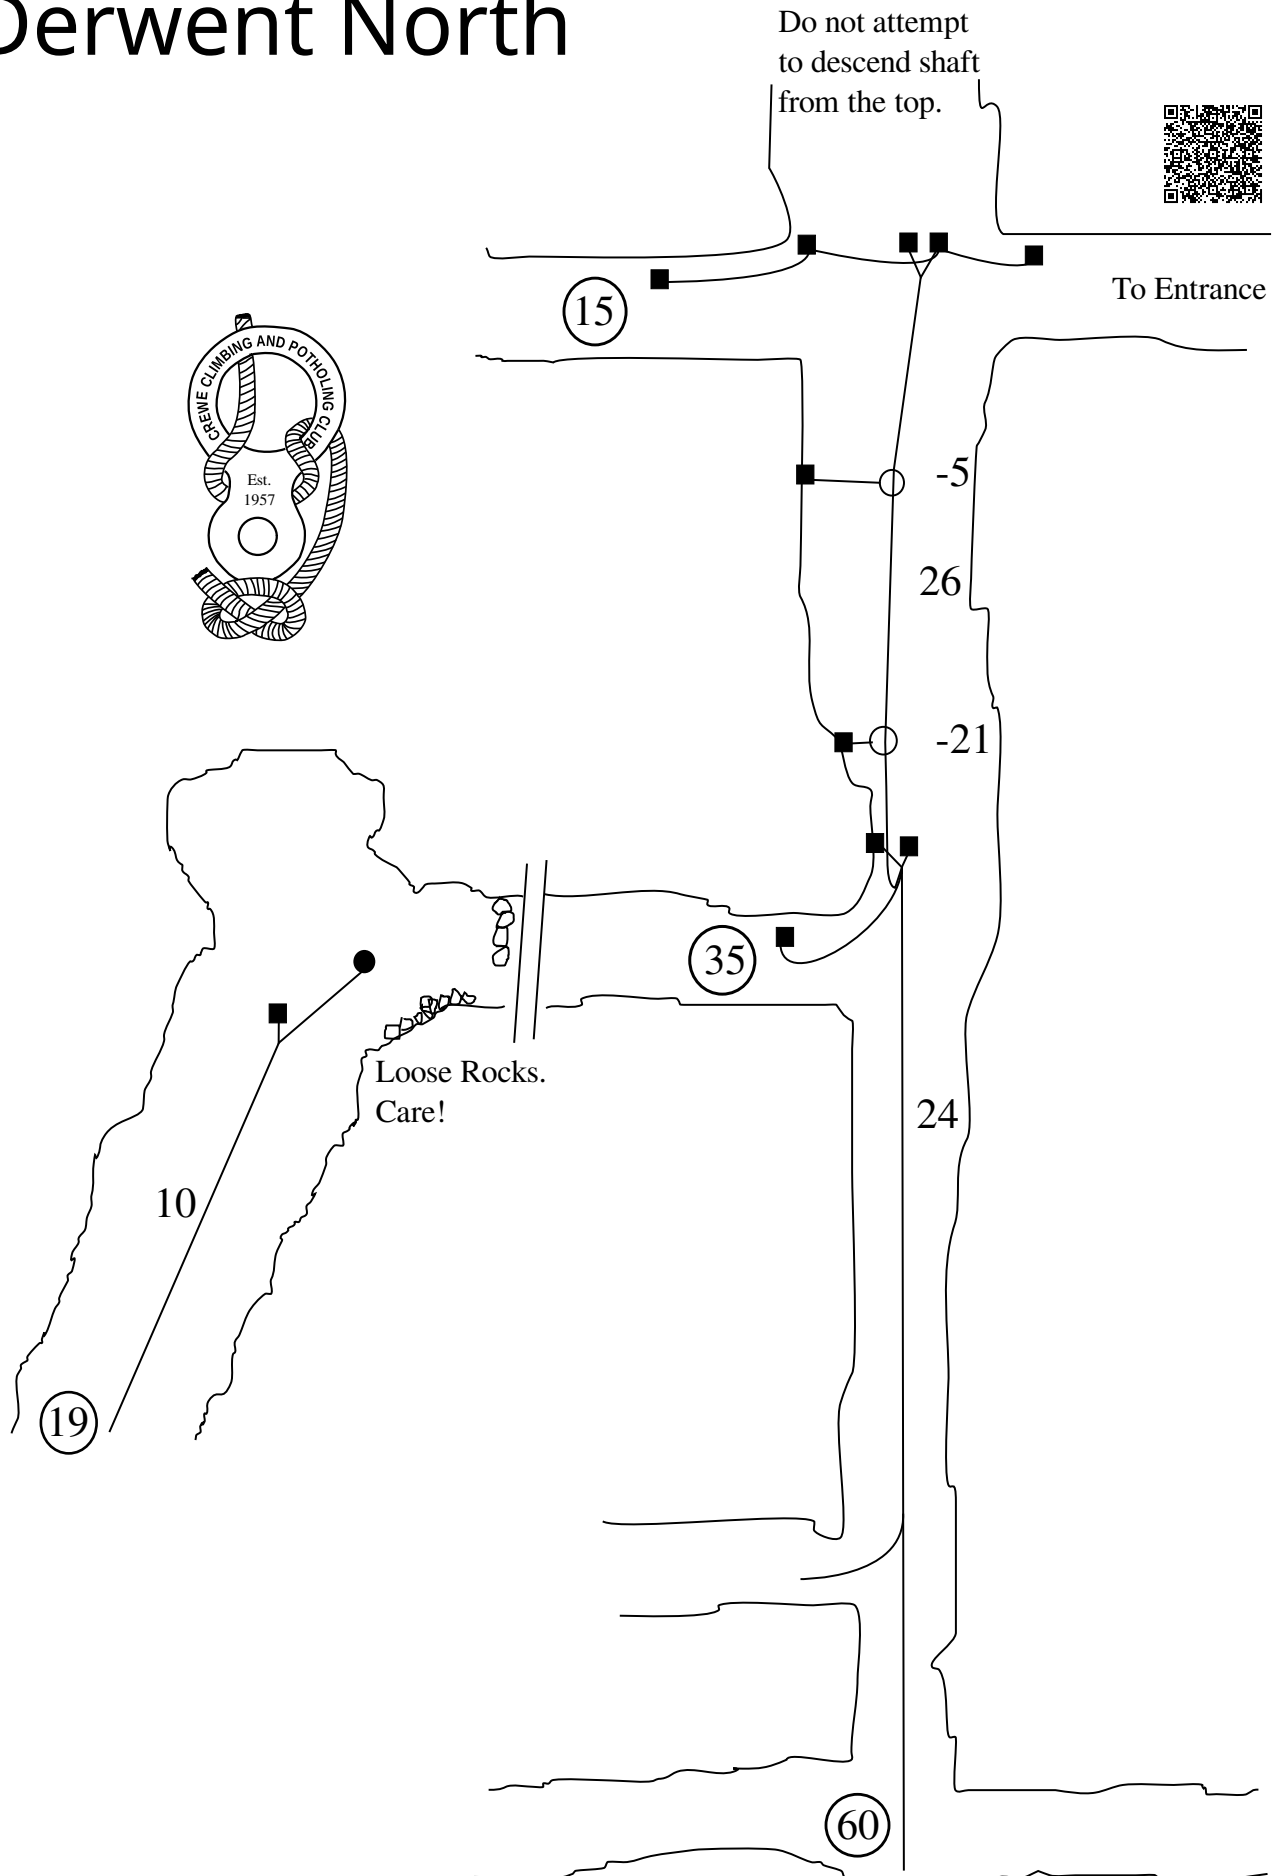 Derwent North
Do not attempt
to descend shaft
from the top.
To Entrance
15
CREWE CLIMBING AND POTHOLING CLUB
Est.
1957
-5
26
-21
35
Loose Rocks.
Care!
24
10
19
60